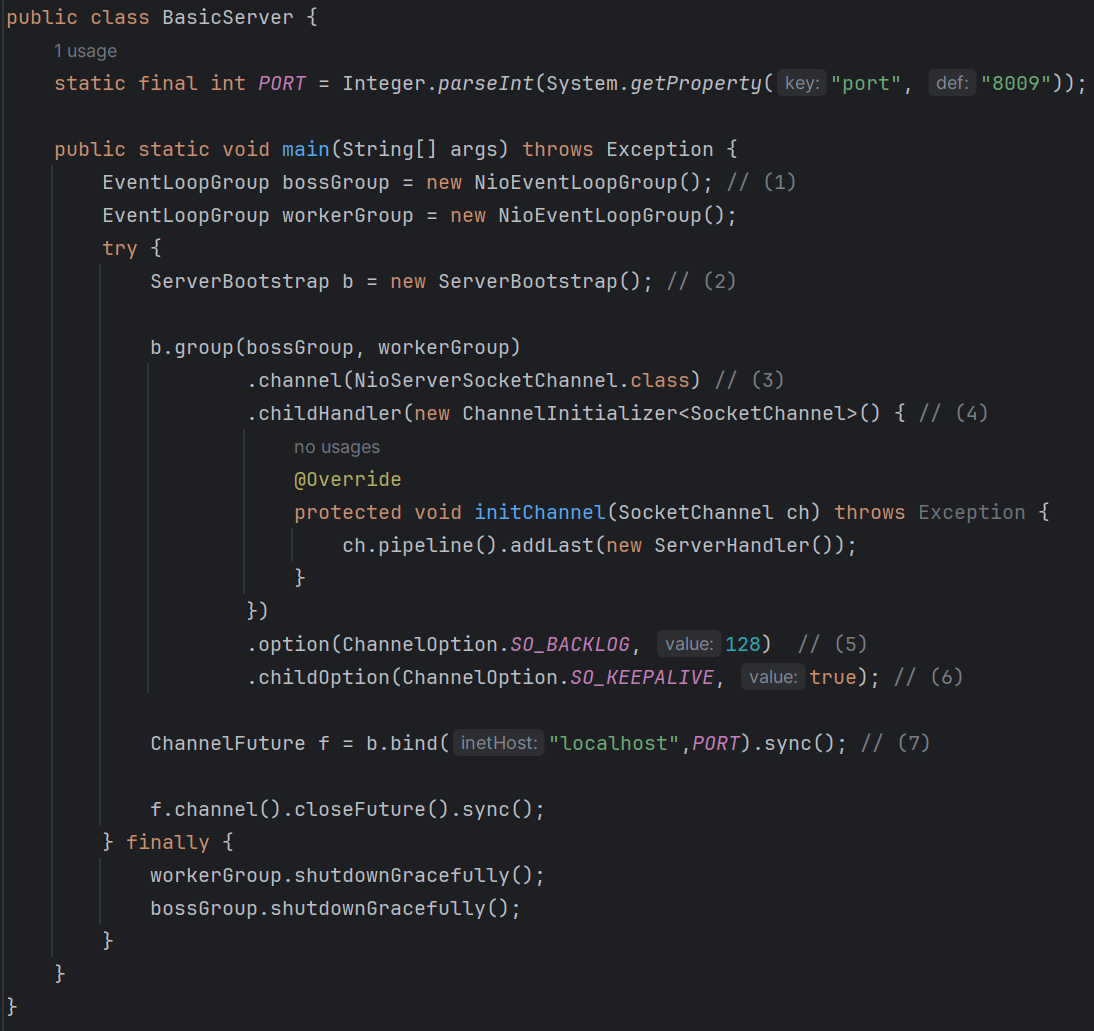 public class BasicServer {
    1 usage
    static final int PORT = Integer.parseInt(System.getProperty( key: "port", def: "8009"));

    public static void main(String[] args) throws Exception {
        EventLoopGroup bossGroup = new NioEventLoopGroup(); // (1)
        EventLoopGroup workerGroup = new NioEventLoopGroup();
        try {
            ServerBootstrap b = new ServerBootstrap(); // (2)

            b.group(bossGroup, workerGroup)
                    .channel(NioServerSocketChannel.class) // (3)
                    .childHandler(new ChannelInitializer<SocketChannel>() { // (4)
                        no usages
                        @Override
                        protected void initChannel(SocketChannel ch) throws Exception {
                            ch.pipeline().addLast(new ServerHandler());
                        }
                    })
                    .option(ChannelOption.SO_BACKLOG, value: 128)  // (5)
                    .childOption(ChannelOption.SO_KEEPALIVE, value: true); // (6)

            ChannelFuture f = b.bind( inetHost: "localhost",PORT).sync(); // (7)

            f.channel().closeFuture().sync();
        } finally {
            workerGroup.shutdownGracefully();
            bossGroup.shutdownGracefully();
        }
    }
}